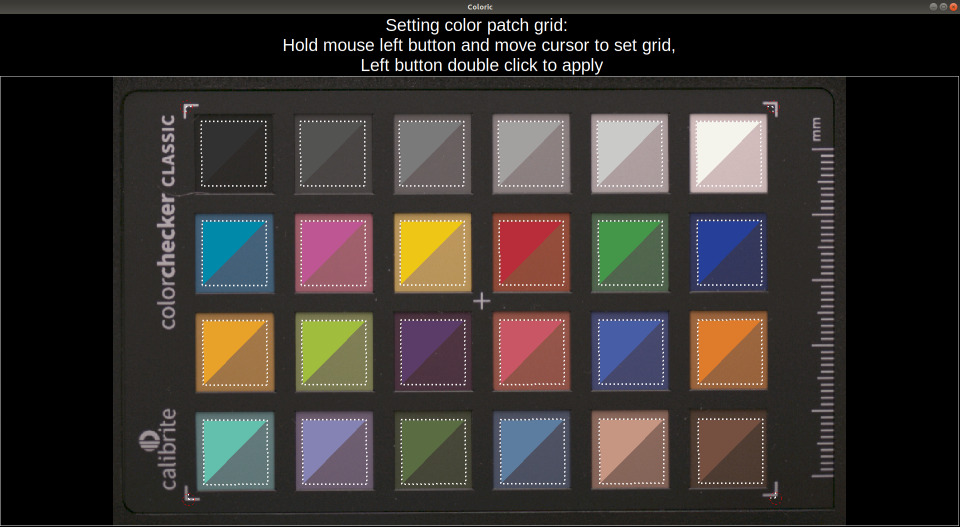 Coloric
Setting color patch grid:
Hold mouse left button and move cursor to set grid,
Left button double click to apply
colorchecker CLASSIC
calibrite
mm